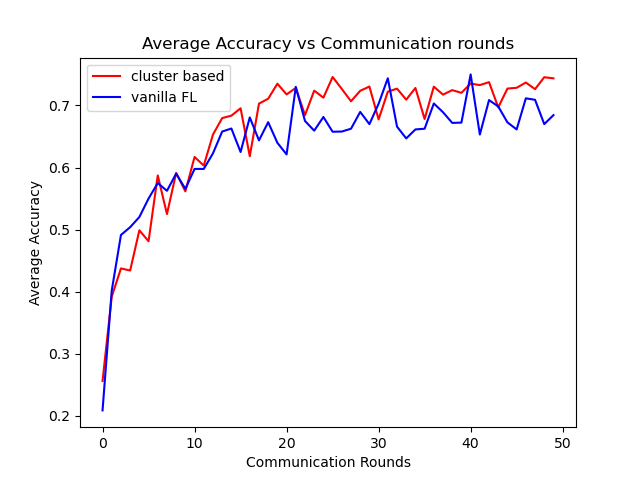 Average Accuracy vs Communication rounds
cluster based
vanilla FL
0.7
0.6
0.5
0.4
0.3
0.2
Average Accuracy
0 10 20 30 40 50
Communication Rounds